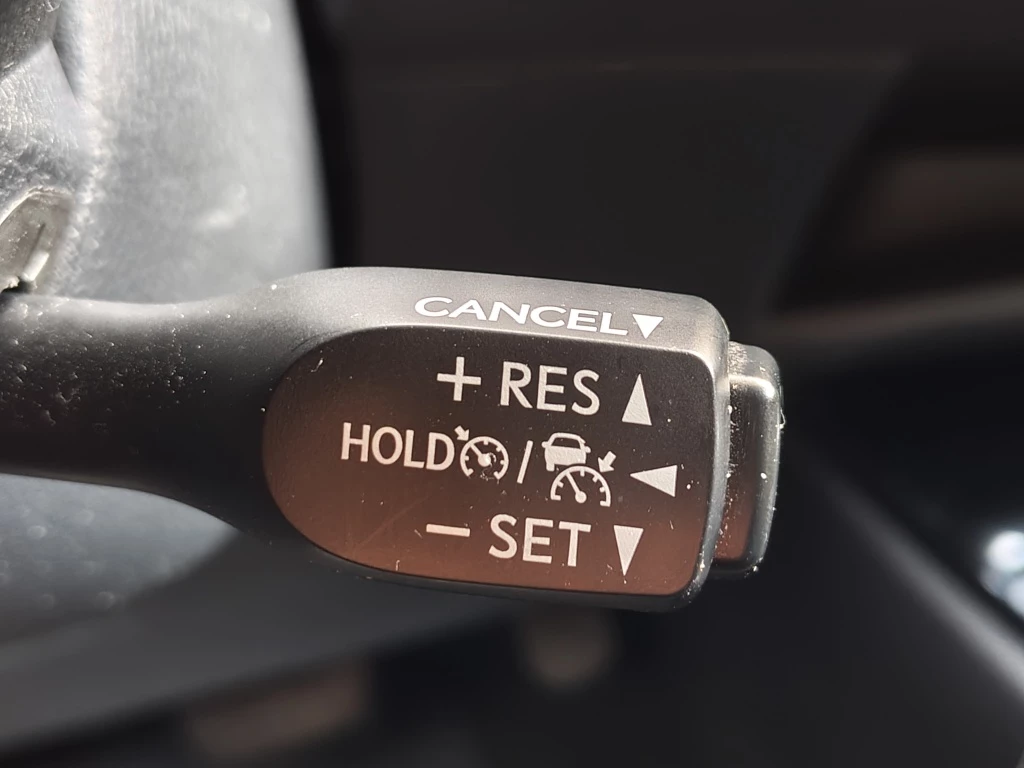 CANCEL▼
+ RES ▲
HOLD / ◀
− SET ▼